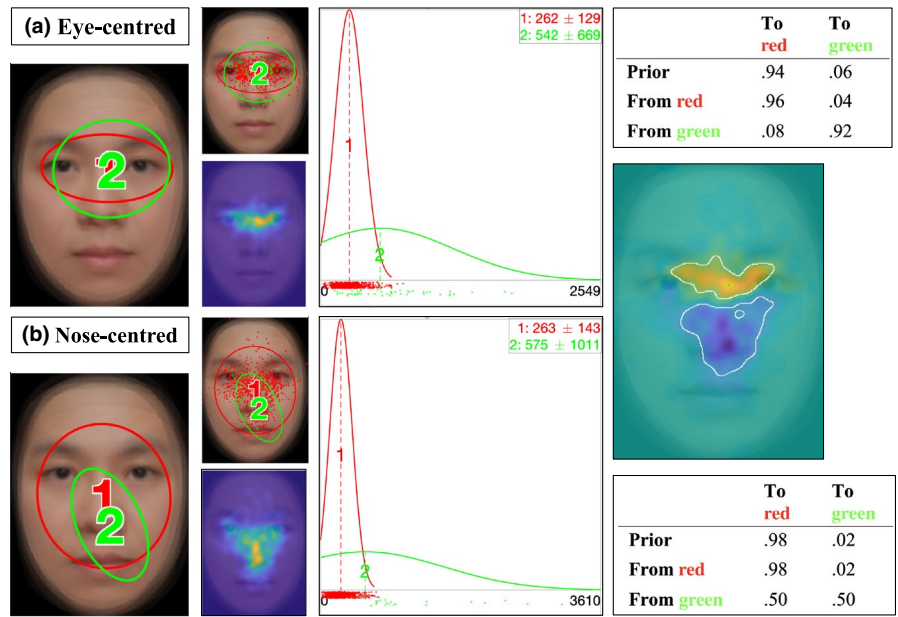 (a) Eye-centred
1
2
2
1: 262 ± 129
2: 542 ± 669
1
2
0 2549
To To
red green
Prior .94 .06
From red .96 .04
From green .08 .92
(b) Nose-centred
1
2
1
2
1: 263 ± 143
2: 575 ± 1011
1
2
0 3610
To To
red green
Prior .98 .02
From red .98 .02
From green .50 .50